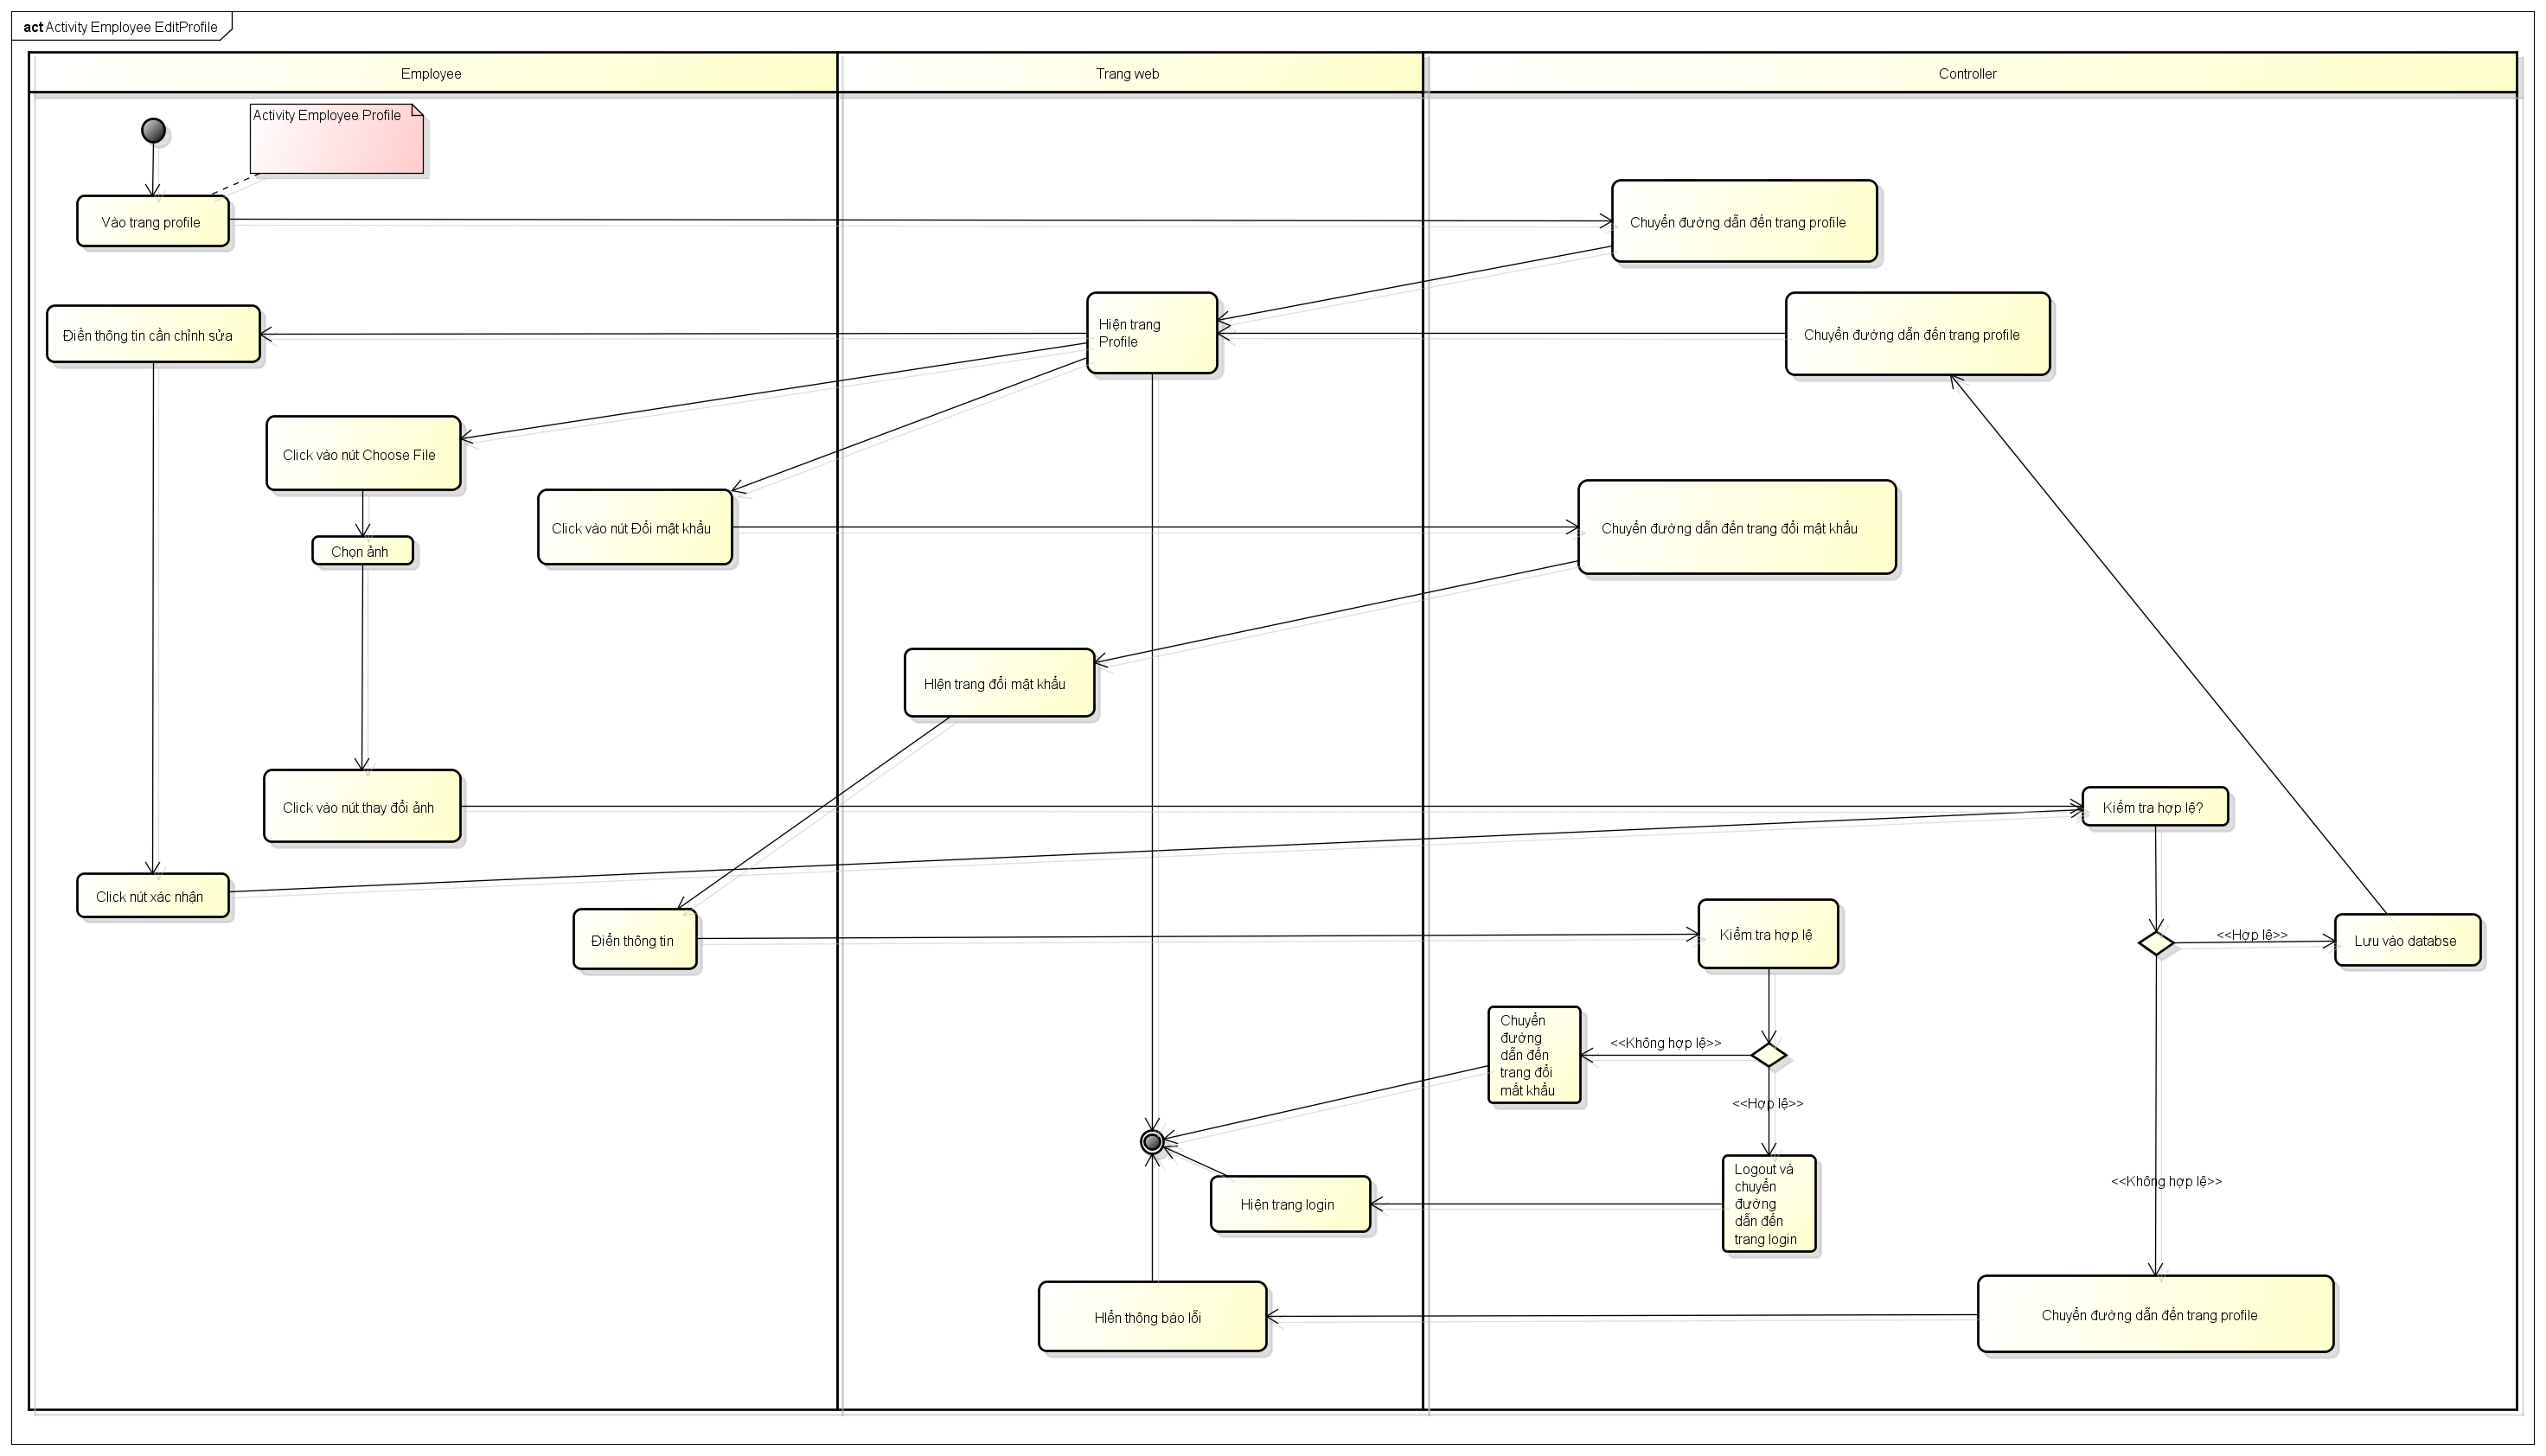 act Activity Employee EditProfile
Employee
Trang web
Controller
Activity Employee Profile
Vào trang profile
Chuyển đường dẫn đến trang profile
Điền thông tin cần chỉnh sửa
Hiện trang
Profile
Chuyển đường dẫn đến trang profile
Click vào nút Choose File
Click vào nút Đổi mật khẩu
Chuyển đường dẫn đến trang đổi mật khẩu
Chọn ảnh
HIện trang đổi mật khẩu
Click vào nút thay đổi ảnh
Kiểm tra hợp lệ?
Click nút xác nhận
Điền thông tin
Kiểm tra hợp lệ
<<Hợp lệ>>
Lưu vào databse
Chuyển
đường
dẫn đến
trang đổi
mât khẩu
<<Không hợp lệ>>
<<Hợp lệ>>
Logout và
chuyển
đường
dẫn đến
trang login
<<Không hợp lệ>>
Hiện trang login
HIển thông báo lỗi
Chuyển đường dẫn đến trang profile